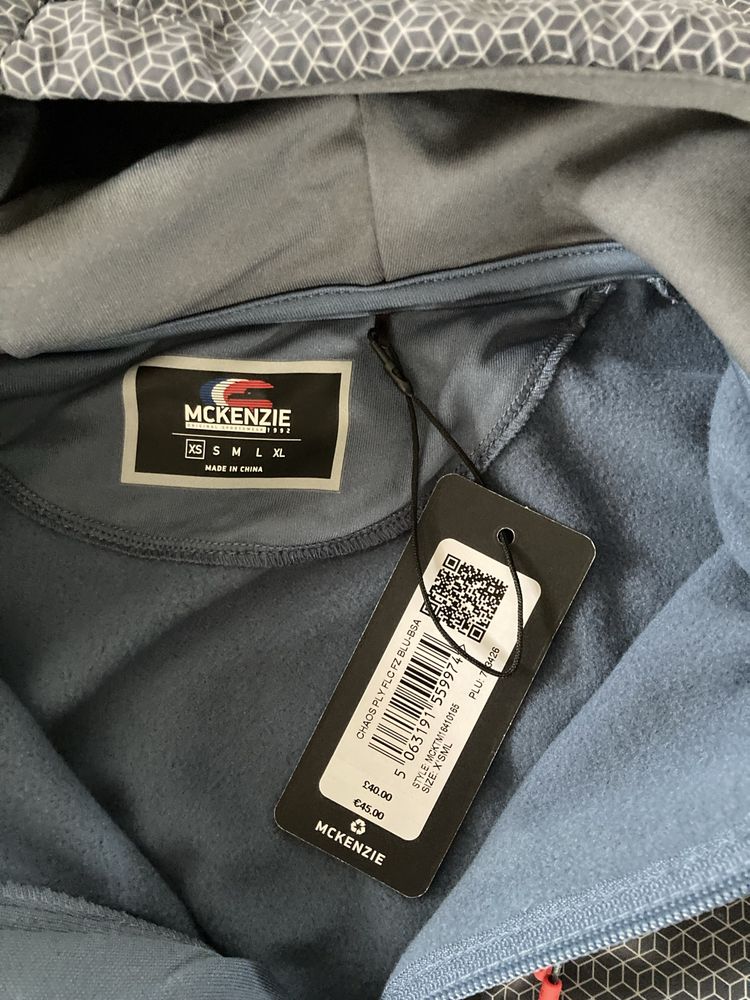 MCKENZIE
ORIGINAL SPORTSWEAR 1992
XS S M L XL
MADE IN CHINA
CHAOS PLY FLC FZ BLU-BSA
5 063191 559974
PLU:
STYLE: MCKTM16410165
SIZE: X SML
£40.00
€45.00
MCKENZIE